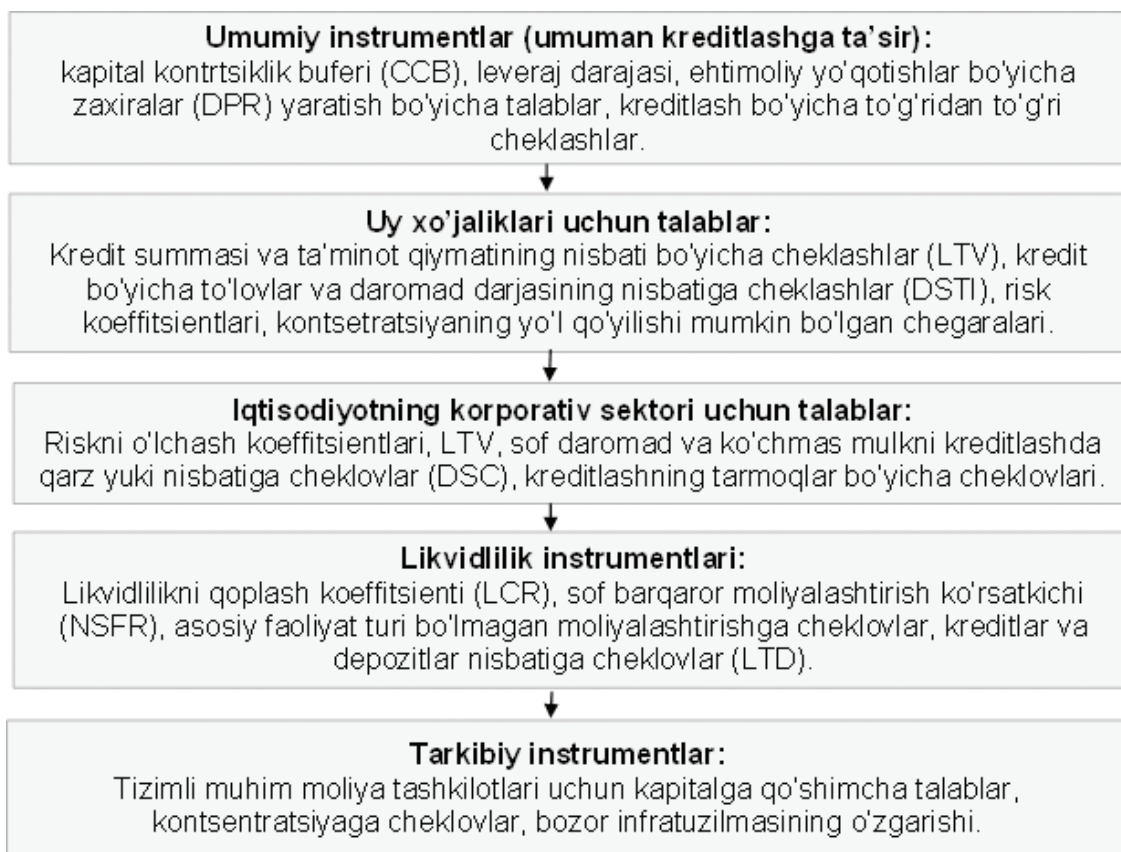 Umumiy instrumentlar (umuman kreditlashga ta’sir):
kapital kontrtsiklik buferi (CCB), leveraj darajasi, ehtimoliy yo’qotishlar bo’yicha
zaxiralar (DPR) yaratish bo’yicha talablar, kreditlash bo’yicha to’g’ridan to’g’ri
cheklashlar.
Uy xo’jaliklari uchun talablar:
Kredit summasi va ta’minot qiymatining nisbati bo’yicha cheklashlar (LTV), kredit
bo’yicha to’lovlar va daromad darjasining nisbatiga cheklashlar (DSTI), risk
koeffitsientlari, kontsetratsiyaning yo’l qo’yilishi mumkin bo’lgan chegaralari.
Iqtisodiyotning korporativ sektori uchun talablar:
Riskni o’lchash koeffitsientlari, LTV, sof daromad va ko’chmas mulkni kreditlashda
qarz yuki nisbatiga cheklovlar (DSC), kreditlashning tarmoqlar bo’yicha cheklovlari.
Likvidlilik instrumentlari:
Likvidlilikni qoplash koeffitsienti (LCR), sof barqaror moliyalashtirish ko’rsatkichi
(NSFR), asosiy faoliyat turi bo’lmagan moliyalashtirishga cheklovlar, kreditlar va
depozitlar nisbatiga cheklovlar (LTD).
Tarkibiy instrumentlar:
Tizimli muhim moliya tashkilotlari uchun kapitalga qo’shimcha talablar,
kontsentratsiyaga cheklovlar, bozor infratuzilmasining o’zgarishi.